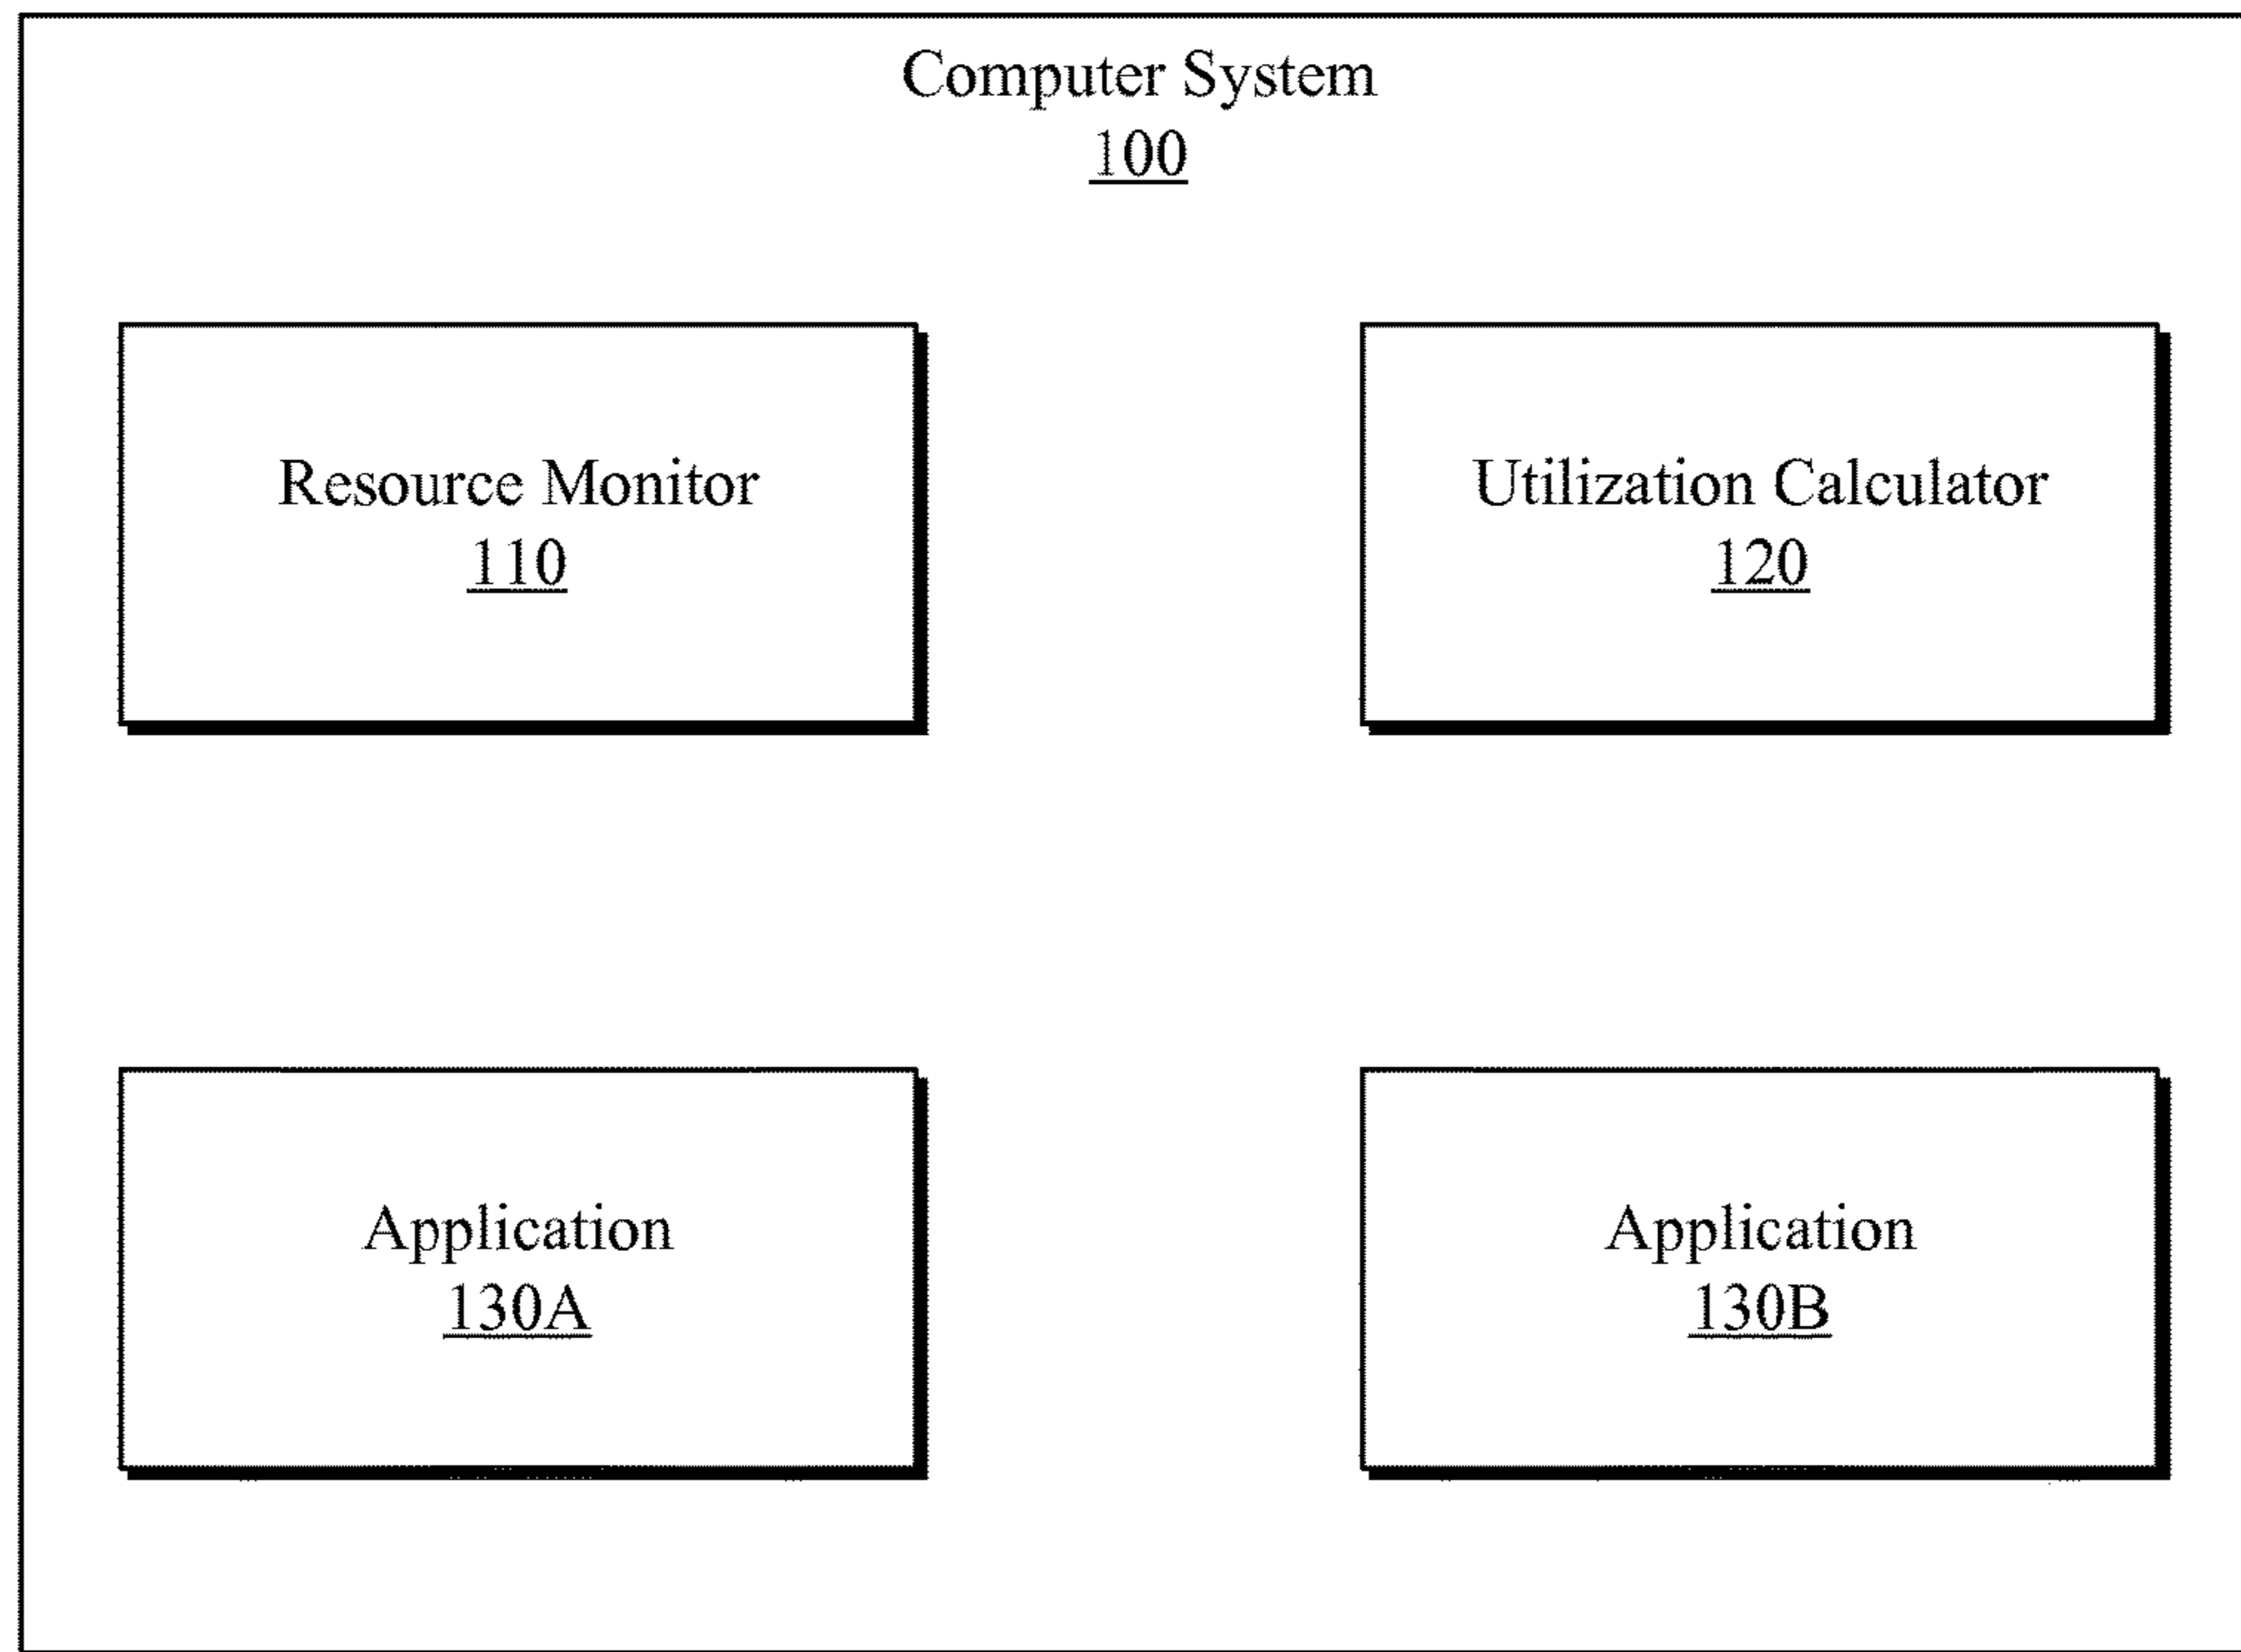 Computer System
100
Resource Monitor
110
Utilization Calculator
120
Application
130A
Application
130B